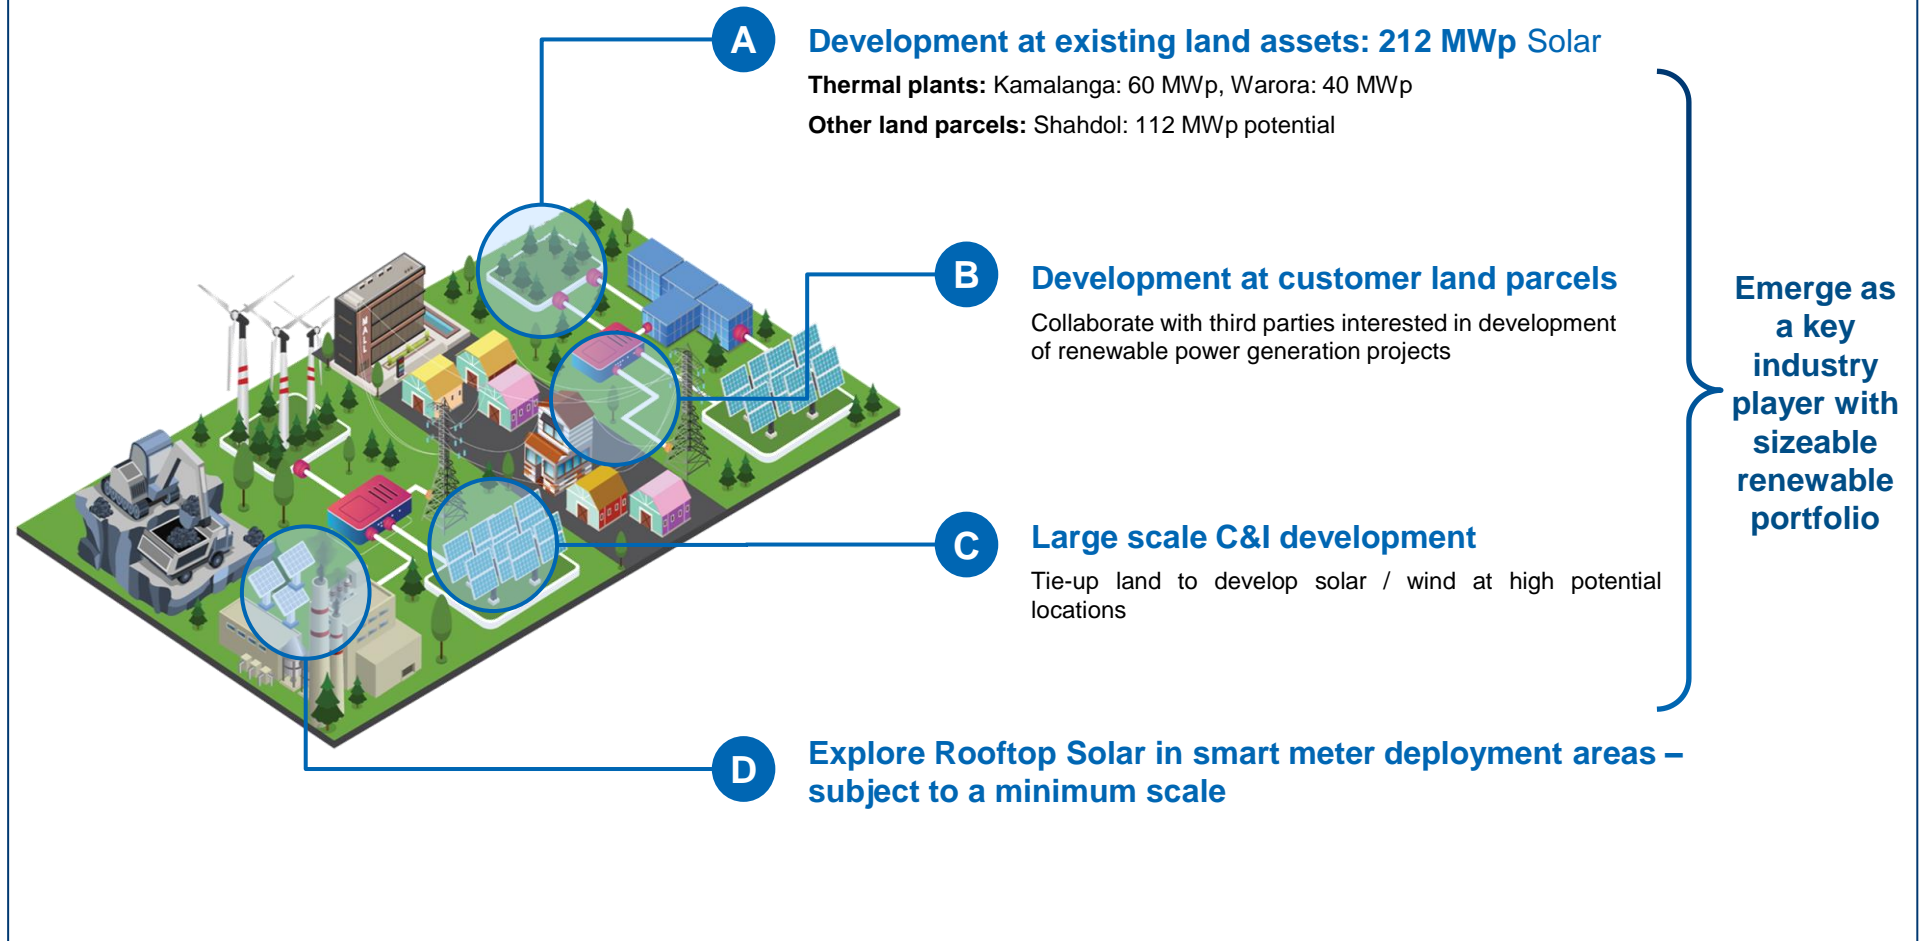 A
Development at existing land assets: 212 MWp Solar
Thermal plants: Kamalanga: 60 MWp, Warora: 40 MWp
Other land parcels: Shahdol: 112 MWp potential
MALL
B
Development at customer land parcels
Collaborate with third parties interested in development
of renewable power generation projects
C
Large scale C&I development
Tie-up land to develop solar / wind at high potential
locations
D
Explore Rooftop Solar in smart meter deployment areas –
subject to a minimum scale
Emerge as
a key
industry
player with
sizeable
renewable
portfolio